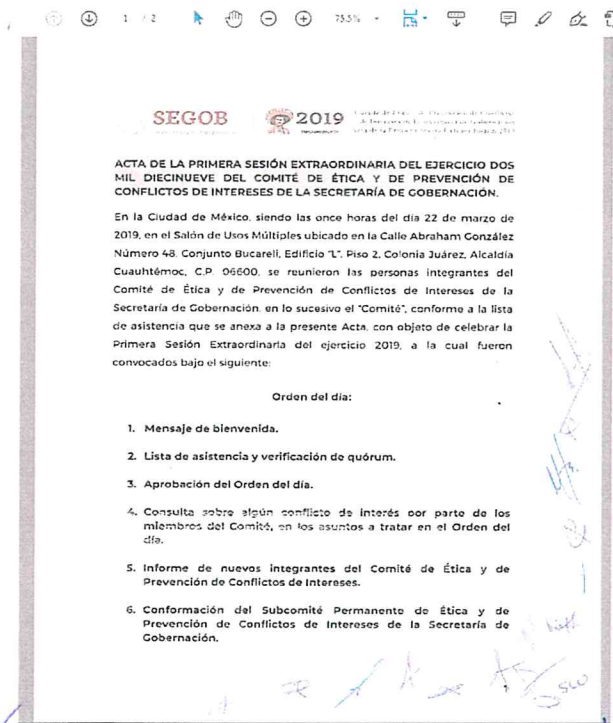 1 / 2
75.5%
SEGOB
2019
ACTA DE LA PRIMERA SESIÓN EXTRAORDINARIA DEL EJERCICIO DOS
MIL DIECINUEVE DEL COMITÉ DE ÉTICA Y DE PREVENCIÓN DE
CONFLICTOS DE INTERESES DE LA SECRETARÍA DE GOBERNACIÓN.
En la Ciudad de México, siendo las once horas del día 22 de marzo de
2019, en el Salón de Usos Múltiples ubicado en la Calle Abraham González
Número 48, Conjunto Bucareli, Edificio "L", Piso 2, Colonia Juárez, Alcaldía
Cuauhtémoc, C.P. 06600, se reunieron las personas integrantes del
Comité de Ética y de Prevención de Conflictos de Intereses de la
Secretaría de Gobernación, en lo sucesivo el "Comité", conforme a la lista
de asistencia que se anexa a la presente Acta, con objeto de celebrar la
Primera Sesión Extraordinaria del ejercicio 2019, a la cual fueron
convocados bajo el siguiente:
Orden del día:
1. Mensaje de bienvenida.
2. Lista de asistencia y verificación de quórum.
3. Aprobación del Orden del día.
4. Consulta sobre algún conflicto de interés por parte de los
miembros del Comité, en los asuntos a tratar en el Orden del
día.
5. Informe de nuevos integrantes del Comité de Ética y de
Prevención de Conflictos de Intereses.
6. Conformación del Subcomité Permanente de Ética y de
Prevención de Conflictos de Intereses de la Secretaría de
Gobernación.